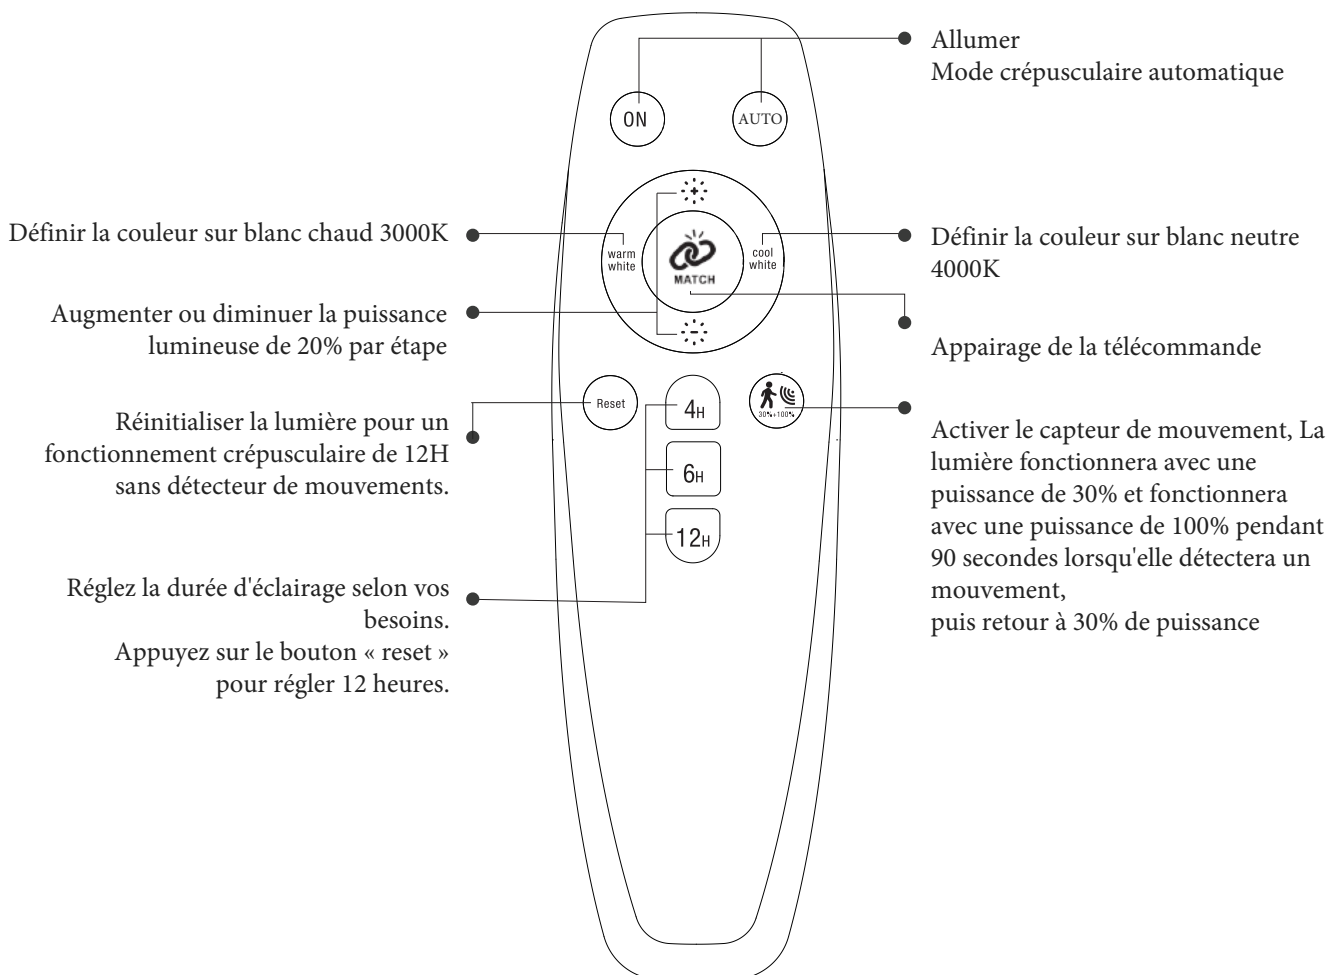 Allumer
Mode crépusculaire automatique
ON
AUTO
Définir la couleur sur blanc chaud 3000K
warm
white
MATCH
cool
white
Définir la couleur sur blanc neutre
4000K
Augmenter ou diminuer la puissance
lumineuse de 20% par étape
Appairage de la télécommande
Réinitialiser la lumière pour un
fonctionnement crépusculaire de 12H
sans détecteur de mouvements.
Reset
4H
30%+100%
6H
12H
Activer le capteur de mouvement, La
lumière fonctionnera avec une
puissance de 30% et fonctionnera
avec une puissance de 100% pendant
90 secondes lorsqu'elle détectera un
mouvement,
puis retour à 30% de puissance
Réglez la durée d'éclairage selon vos
besoins.
Appuyez sur le bouton « reset »
pour régler 12 heures.